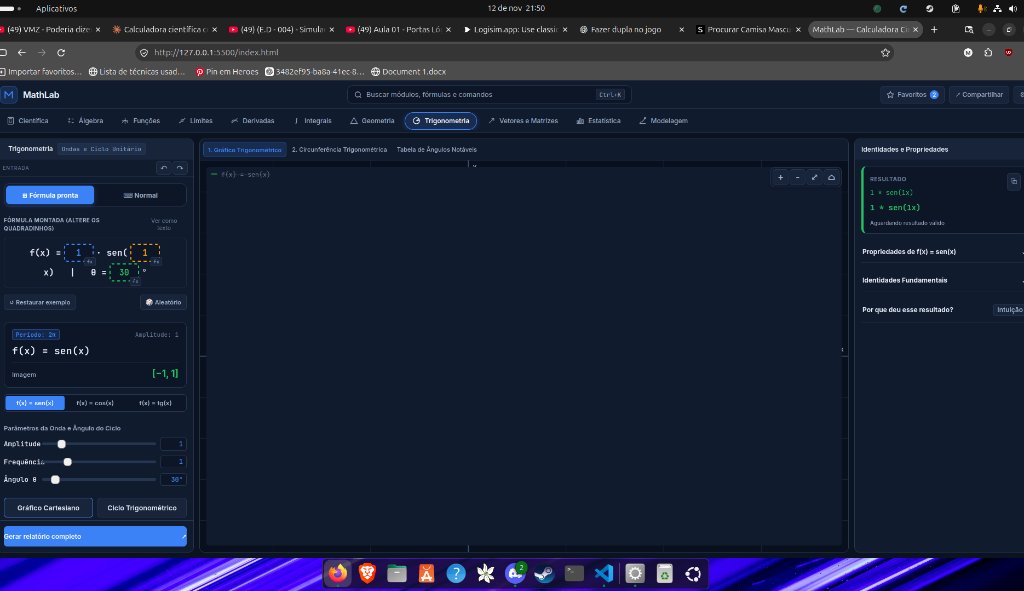 Aplicativos
12 de nov 21:50
(49) VMZ - Poderia dize
Calculadora científica c
(49) (E.D - 004) - Simula
(49) Aula 01 - Portas Ló
Logisim.app: Use classic
Fazer dupla no jogo
Procurar Camisa Mascu
MathLab — Calculadora Ci
http://127.0.0.1:5500/index.html
Importar favoritos...
Lista de técnicas usad...
Pin em Heroes
3482ef95-ba8a-41ec-8...
Document 1.docx
MathLab
Buscar módulos, fórmulas e comandos
Ctrl+K
Favoritos 2
Compartilhar
Científica
Álgebra
Funções
Limites
Derivadas
Integrais
Geometria
Trigonometria
Vetores e Matrizes
Estatística
Modelagem
Trigonometria
Ondas e Ciclo Unitário
ENTRADA
Fórmula pronta
Normal
FÓRMULA MONTADA (ALTERE OS QUADRADINHOS)
Ver como texto
f(x) = 1 · sen( 1
x) | θ = 30 °
Restaurar exemplo
Aleatório
Período: 2π
Amplitude: 1
f(x) = sen(x)
Imagem
[-1, 1]
f(x) = sen(x)
f(x) = cos(x)
f(x) = tg(x)
Parâmetros da Onda e Ângulo do Ciclo
Amplitude 1
Frequência 1
Ângulo θ 30°
Gráfico Cartesiano
Ciclo Trigonométrico
Gerar relatório completo
1. Gráfico Trigonométrico
2. Circunferência Trigonométrica
Tabela de Ângulos Notáveis
f(x) = sen(x)
Identidades e Propriedades
RESULTADO
1 * sen(1x)
1 * sen(1x)
Aguardando resultado válido
Propriedades de f(x) = sen(x)
Identidades Fundamentais
Por que deu esse resultado?
Intuição
2